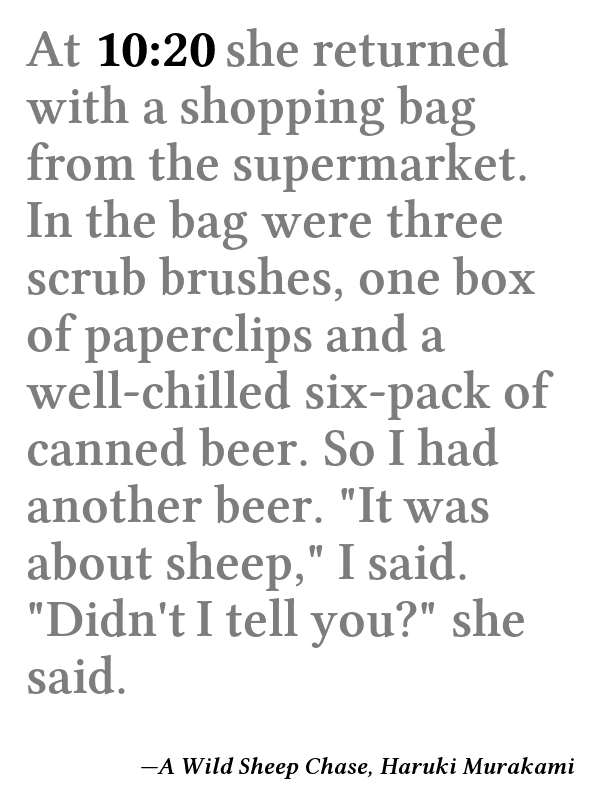 At 10:20 she returned
with a shopping bag
from the supermarket.
In the bag were three
scrub brushes, one box
of paperclips and a
well-chilled six-pack of
canned beer. So I had
another beer. "It was
about sheep," I said.
"Didn't I tell you?" she
said.
—A Wild Sheep Chase, Haruki Murakami